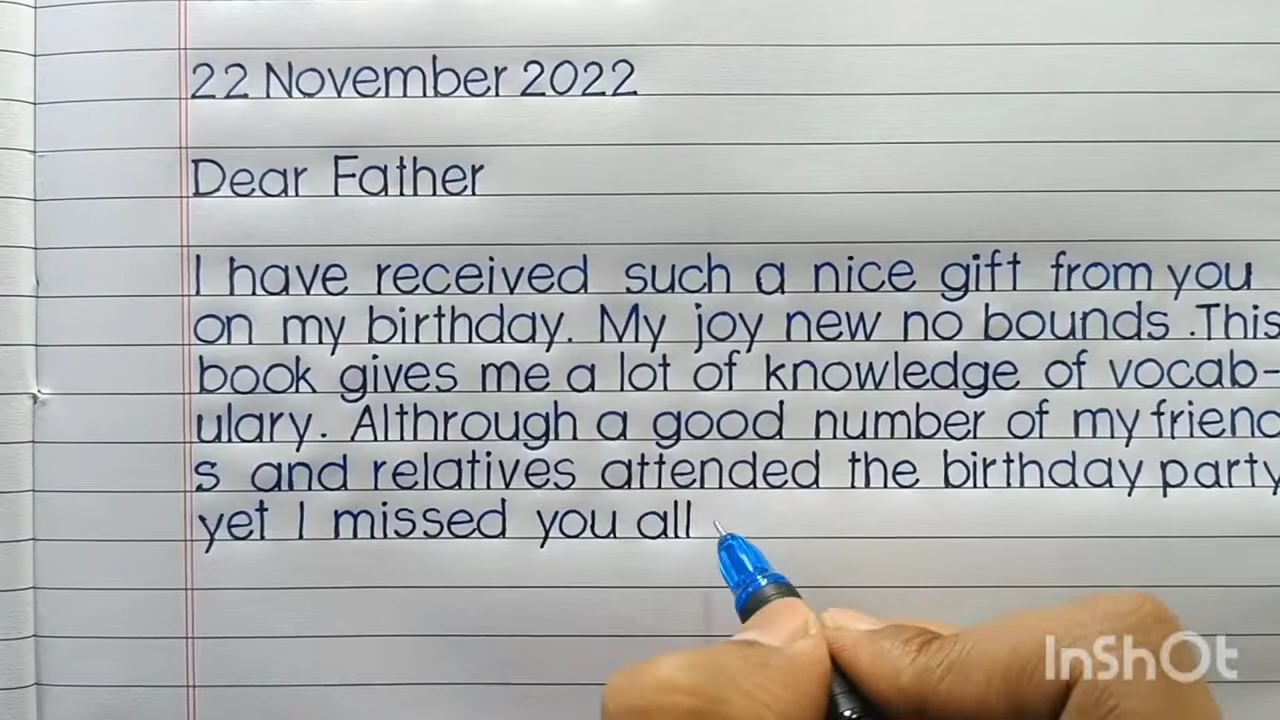 22 November 2022
Dear Father
I have received such a nice gift from you
on my birthday. My joy new no bounds .This
book gives me a lot of knowledge of vocab-
ulary. Althrough a good number of my friend
s and relatives attended the birthday party
yet I missed you all
InShOt